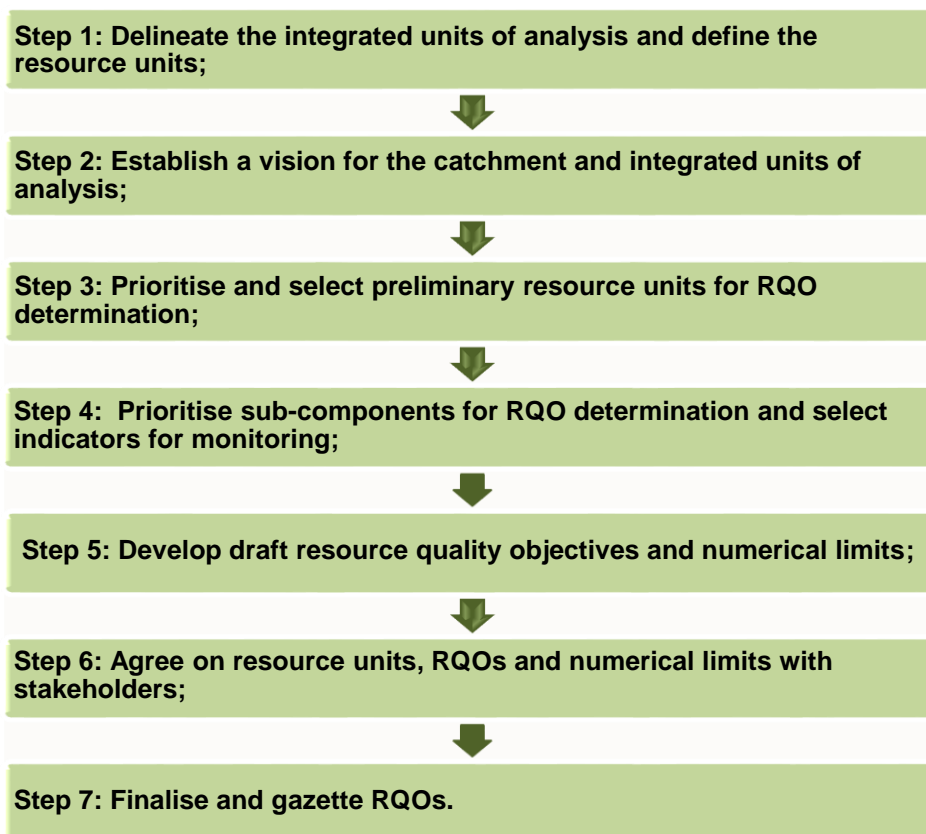 Step 1: Delineate the integrated units of analysis and define the
resource units;
Step 2: Establish a vision for the catchment and integrated units of
analysis;
Step 3: Prioritise and select preliminary resource units for RQO
determination;
Step 4:  Prioritise sub-components for RQO determination and select
indicators for monitoring;
Step 5: Develop draft resource quality objectives and numerical limits;
Step 6: Agree on resource units, RQOs and numerical limits with
stakeholders;
Step 7: Finalise and gazette RQOs.